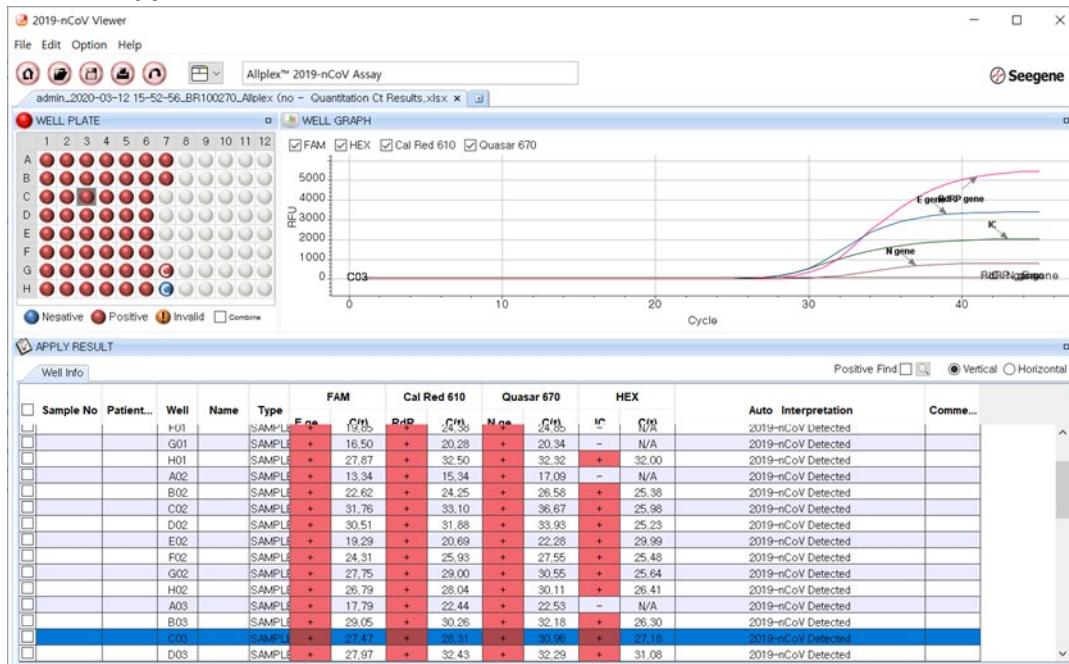 2019-nCoV Viewer
File Edit Option Help
Allplex™ 2019-nCoV Assay
Seegene
admin_2020-03-12 15-52-56_BR100270_Allplex (no - Quantitation Ct Results.xlsx ×
WELL PLATE
WELL GRAPH
1 2 3 4 5 6 7 8 9 10 11 12
A
B
C
D
E
F
G
H
C
C
Negative Positive Invalid Combine
FAM HEX Cal Red 610 Quasar 670
5000
4000
3000
2000
1000
0
RFU
E gene RdRP gene
IC
N gene
C03
0 10 20 30 40
Cycle
APPLY RESULT
Well Info
Positive Find Vertical Horizontal
FAM Cal Red 610 Quasar 670 HEX
Sample No Patient... Well Name Type Auto Interpretation Comme...
E ge... C(t) RdR... C(t) N ge... C(t) IC C(t)
F01 SAMPLE + 19,85 + 24,38 + 24,85 - N/A 2019-nCoV Detected
G01 SAMPLE + 16,50 + 20,28 + 20,34 - N/A 2019-nCoV Detected
H01 SAMPLE + 27,87 + 32,50 + 32,32 + 32,00 2019-nCoV Detected
A02 SAMPLE + 13,34 + 15,34 + 17,09 - N/A 2019-nCoV Detected
B02 SAMPLE + 22,62 + 24,25 + 26,58 + 25,38 2019-nCoV Detected
C02 SAMPLE + 31,76 + 33,10 + 36,67 + 25,98 2019-nCoV Detected
D02 SAMPLE + 30,51 + 31,88 + 33,93 + 25,23 2019-nCoV Detected
E02 SAMPLE + 19,29 + 20,69 + 22,28 + 29,99 2019-nCoV Detected
F02 SAMPLE + 24,31 + 25,93 + 27,55 + 25,48 2019-nCoV Detected
G02 SAMPLE + 27,75 + 29,00 + 30,55 + 25,64 2019-nCoV Detected
H02 SAMPLE + 26,79 + 28,04 + 30,11 + 26,41 2019-nCoV Detected
A03 SAMPLE + 17,79 + 22,44 + 22,53 - N/A 2019-nCoV Detected
B03 SAMPLE + 29,05 + 30,26 + 32,18 + 26,30 2019-nCoV Detected
C03 SAMPLE + 27,47 + 28,31 + 30,96 + 27,18 2019-nCoV Detected
D03 SAMPLE + 27,97 + 32,43 + 32,29 + 31,08 2019-nCoV Detected